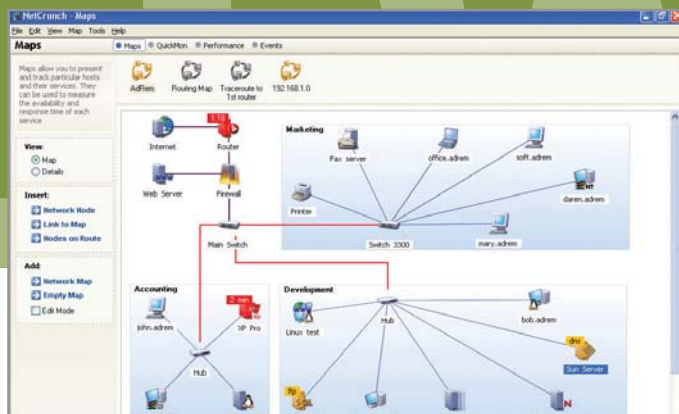 NetCrunch - Maps
File Edit View Map Tools Help
Maps
Maps QuickMon Performance Events
Maps allow you to present
and track particular hosts
and their services. They
can be used to measure
the availability and
response time of each
service
AdRem
Routing Map
Traceroute to
1st router
192.168.1.0
View:
Map
Details
Insert:
Network Node
Link to Map
Nodes on Route
Add:
Network Map
Empty Map
Edit Mode
Internet
1:18
Router
Web Server
Firewall
Main Switch
Marketing
Fax server
office.adrem
soft.adrem
NT
daren.adrem
Printer
Switch 3300
mary.adrem
Accounting
john.adrem
2 min
XP Pro
Hub
Development
Linux test
Hub
bob.adrem
dns
Sun Server
ftp
SQL
N